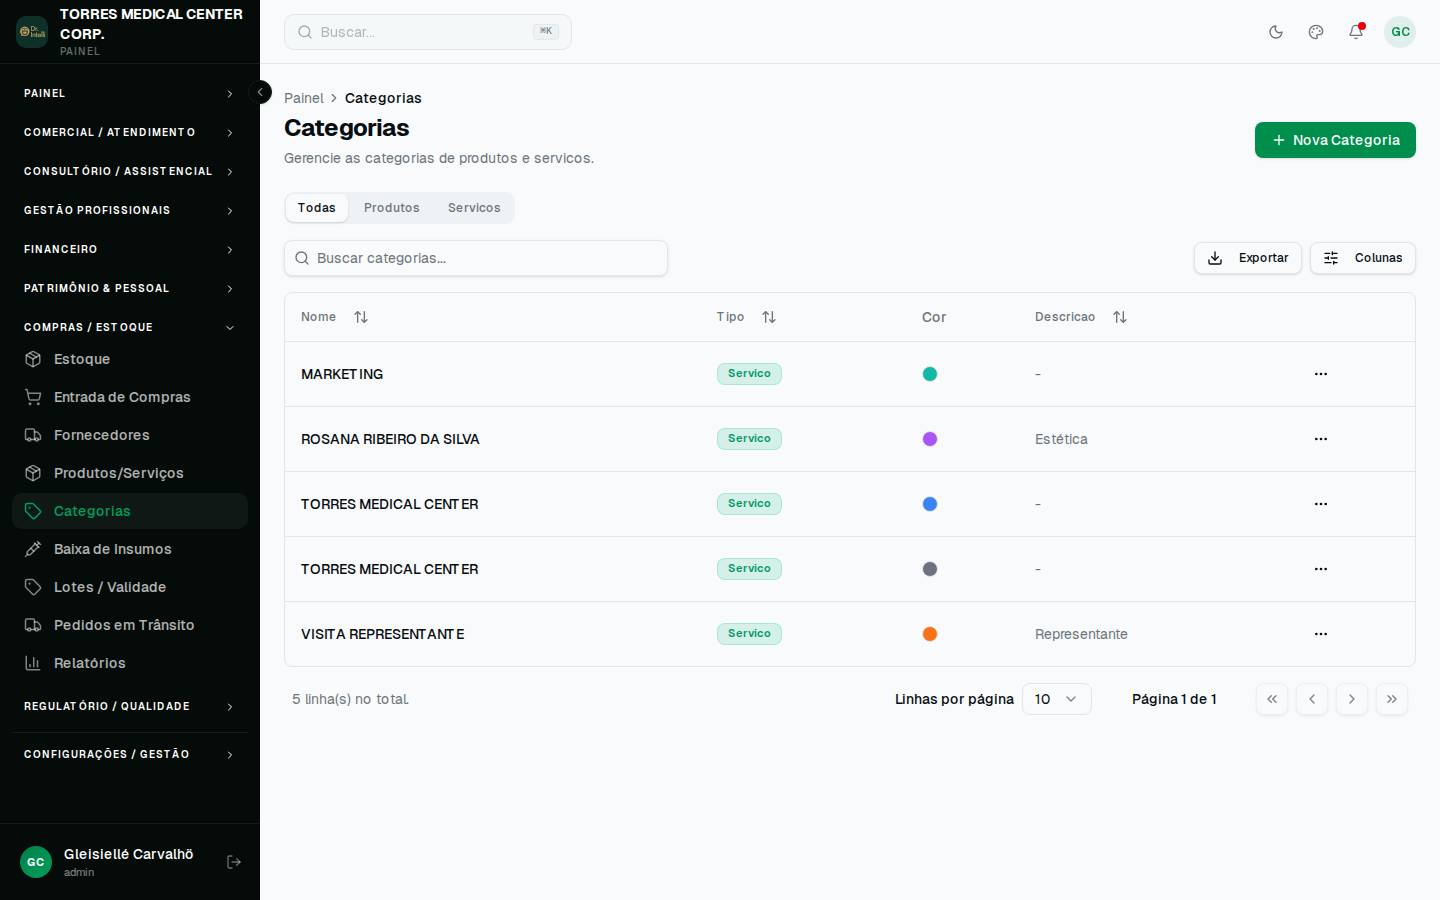 TORRES MEDICAL CENTER
CORP.
PAINEL
Dr.
Intelli
Buscar...
⌘K
GC
PAINEL
COMERCIAL / ATENDIMENTO
CONSULTÓRIO / ASSISTENCIAL
GESTÃO PROFISSIONAIS
FINANCEIRO
PATRIMÔNIO & PESSOAL
COMPRAS / ESTOQUE
Estoque
Entrada de Compras
Fornecedores
Produtos/Serviços
Categorias
Baixa de Insumos
Lotes / Validade
Pedidos em Trânsito
Relatórios
REGULATÓRIO / QUALIDADE
CONFIGURAÇÕES / GESTÃO
GC
Gleisiellé Carvalhö
admin
Painel > Categorias
Categorias
Gerencie as categorias de produtos e servicos.
+ Nova Categoria
Todas Produtos Servicos
Buscar categorias...
Exportar Colunas
Nome Tipo Cor Descricao
MARKETING Servico -
ROSANA RIBEIRO DA SILVA Servico Estética
TORRES MEDICAL CENTER Servico -
TORRES MEDICAL CENTER Servico -
VISITA REPRESENTANTE Servico Representante
5 linha(s) no total.
Linhas por página 10 Página 1 de 1